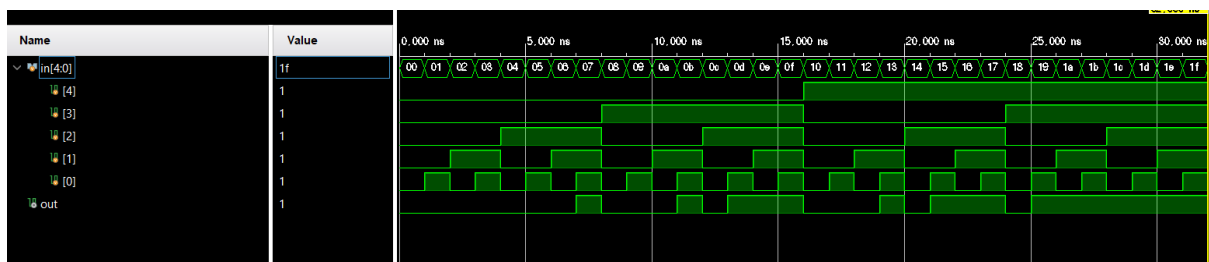 Name Value 0.000 ns 5.000 ns 10.000 ns 15.000 ns 20.000 ns 25.000 ns 30.000 ns
in[4:0] 1f 00 01 02 03 04 05 06 07 08 09 0a 0b 0c 0d 0e 0f 10 11 12 13 14 15 16 17 18 19 1a 1b 1c 1d 1e 1f
[4] 1
[3] 1
[2] 1
[1] 1
[0] 1
out 1